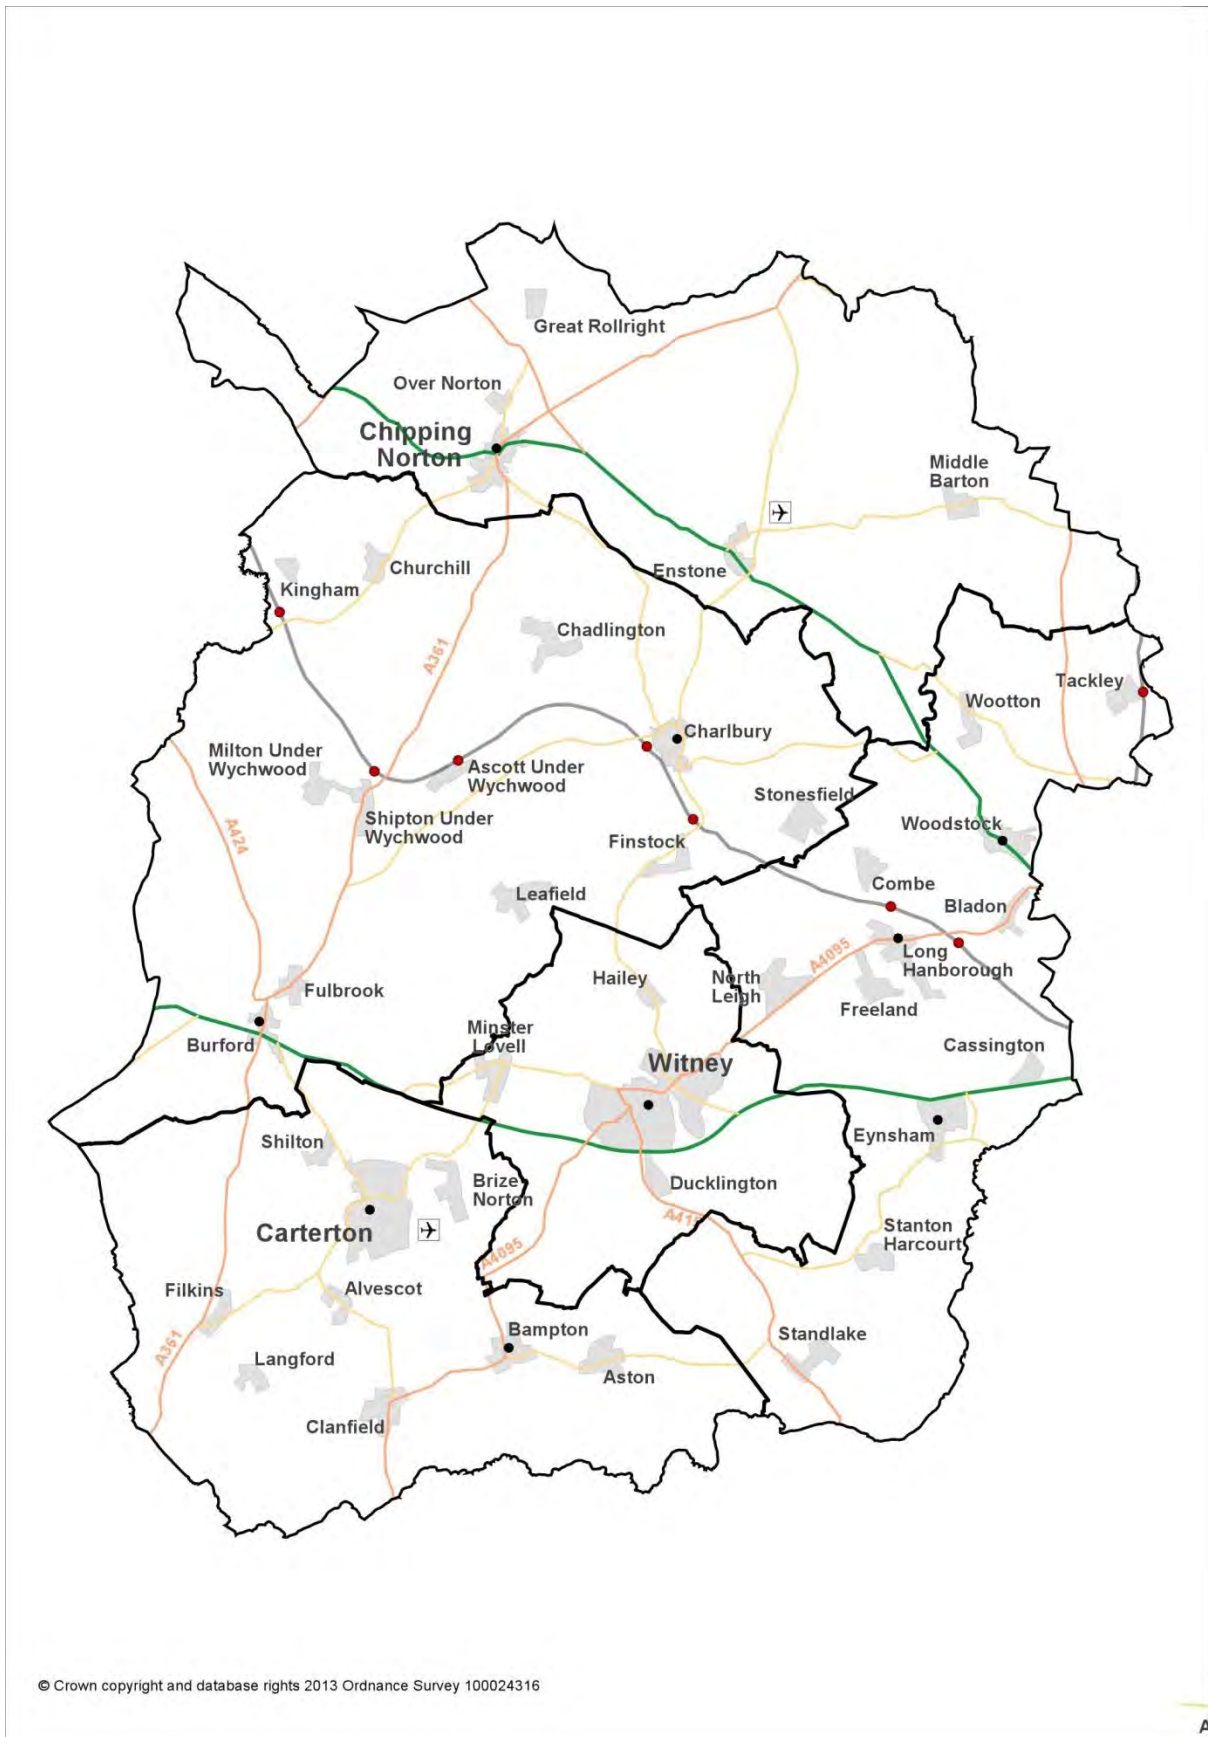 Great Rollright
Over Norton
Chipping
Norton
Middle
Barton
Enstone
Churchill
Kingham
Chadlington
A361
Tackley
Wootton
Charlbury
Milton Under
Wychwood
Ascott Under
Wychwood
Stonesfield
Shipton Under
Wychwood
A424
Woodstock
Finstock
Combe
Leafield
Bladon
A4095
Long
Hanborough
Hailey
North
Leigh
Fulbrook
Freeland
Minster
Lovell
Burford
Cassington
Witney
Shilton
Eynsham
Brize
Norton
Ducklington
Carterton
Stanton
Harcourt
A4095
Filkins
Alvescot
Bampton
Standlake
A361
Langford
Aston
Clanfield
© Crown copyright and database rights 2013 Ordnance Survey 100024316
A